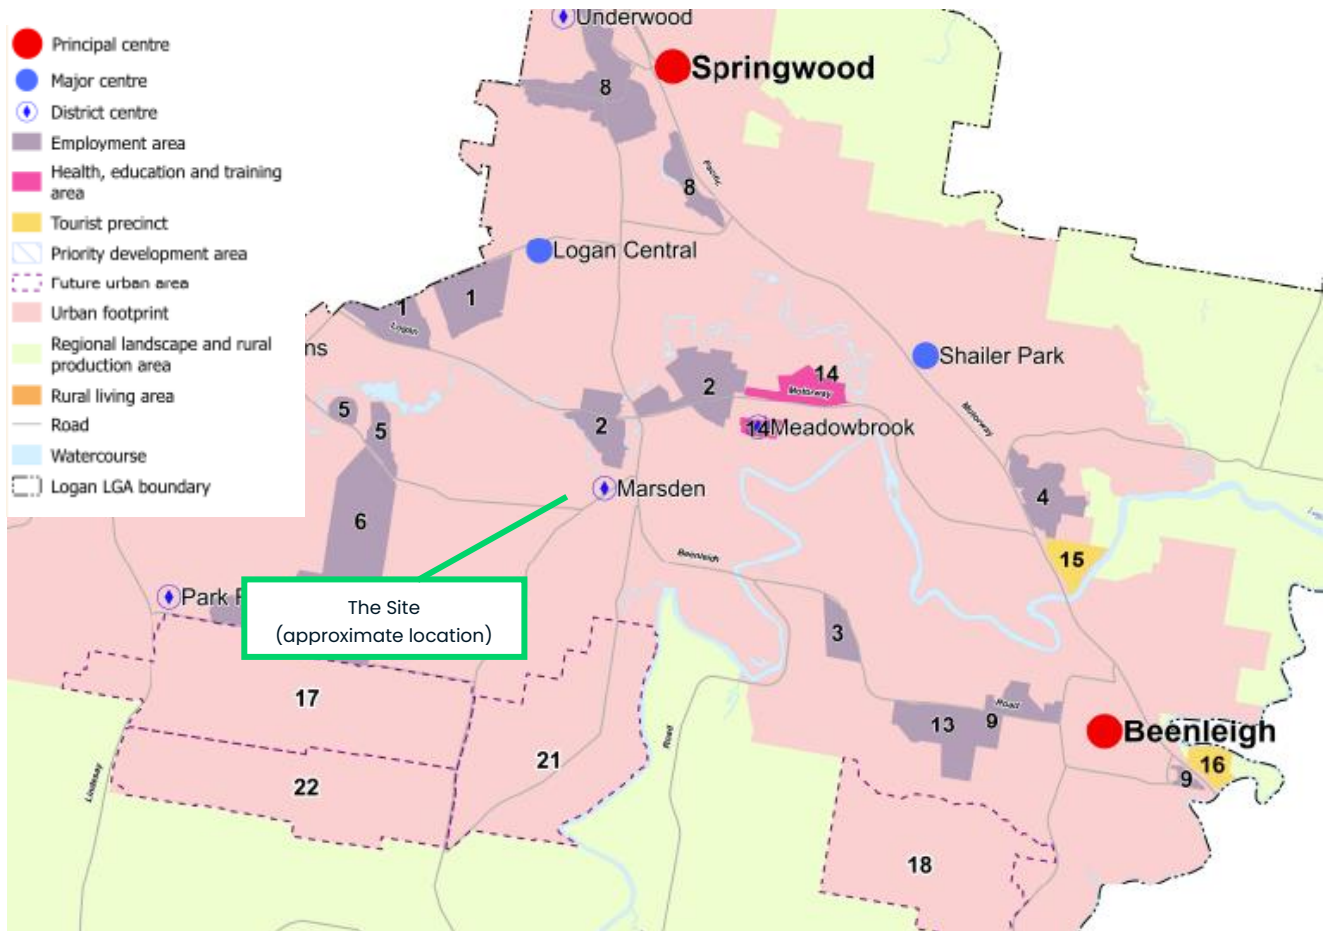 Principal centre
Major centre
District centre
Employment area
Health, education and training
area
Tourist precinct
Priority development area
Future urban area
Urban footprint
Regional landscape and rural
production area
Rural living area
Road
Watercourse
Logan LGA boundary
Underwood
Springwood
8
Pacific
8
Logan Central
1
1
Logan
ns
Shailer Park
2
14
Motorway
5
5
2
14
Meadowbrook
Motorway
Marsden
4
6
Beenleigh
15
Park
The Site
(approximate location)
3
17
Road
13
9
Road
Beenleigh
21
16
9
22
Lindesay
18